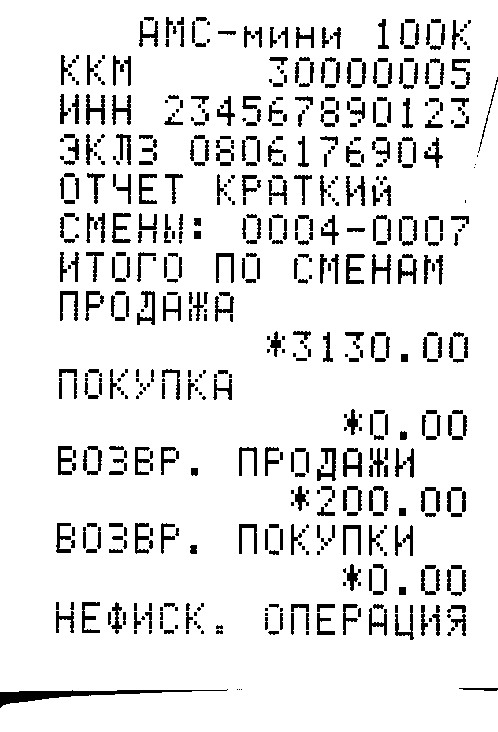 АМС-мини 100К
ККМ 30000005
ИНН 234567890123
ЭКЛЗ 0806176904
ОТЧЕТ КРАТКИЙ
СМЕНЫ: 0004-0007
ИТОГО ПО СМЕНАМ
ПРОДАЖА
*3130.00
ПОКУПКА
*0.00
ВОЗВР. ПРОДАЖИ
*200.00
ВОЗВР. ПОКУПКИ
*0.00
НЕФИСК. ОПЕРАЦИЯ